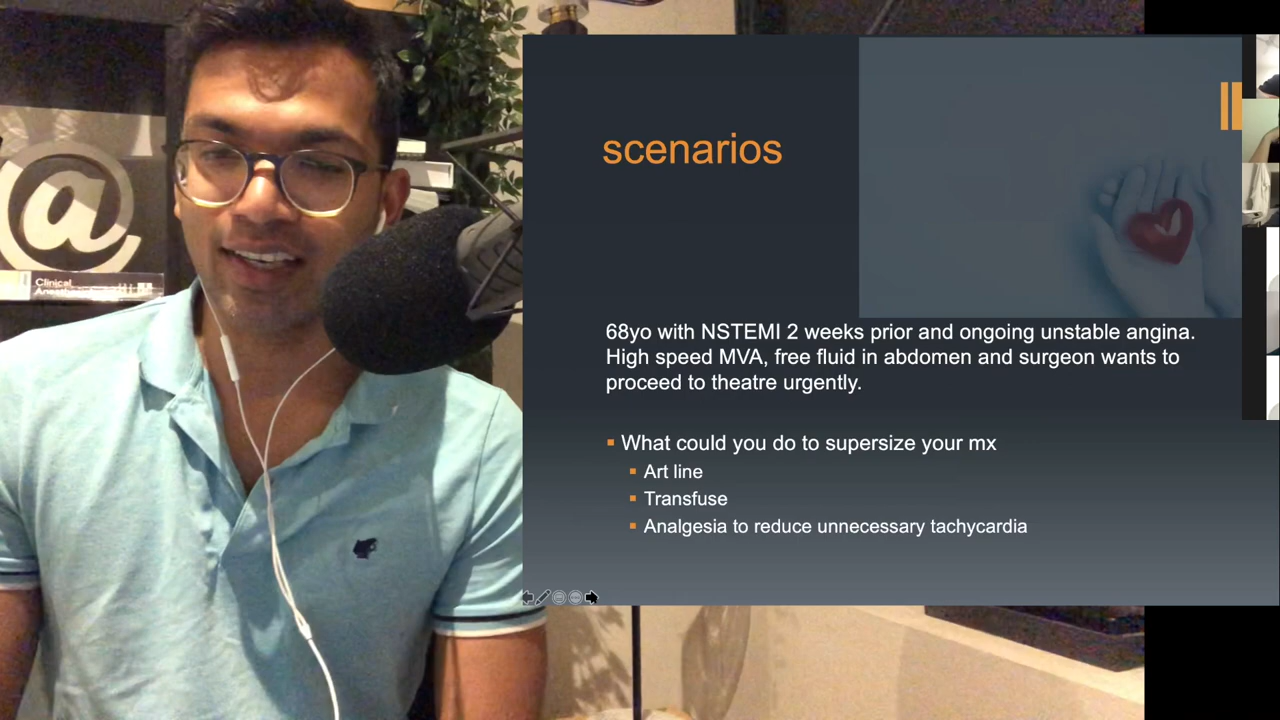 scenarios
68yo with NSTEMI 2 weeks prior and ongoing unstable angina.
High speed MVA, free fluid in abdomen and surgeon wants to
proceed to theatre urgently.
What could you do to supersize your mx
Art line
Transfuse
Analgesia to reduce unnecessary tachycardia
@
Clinical